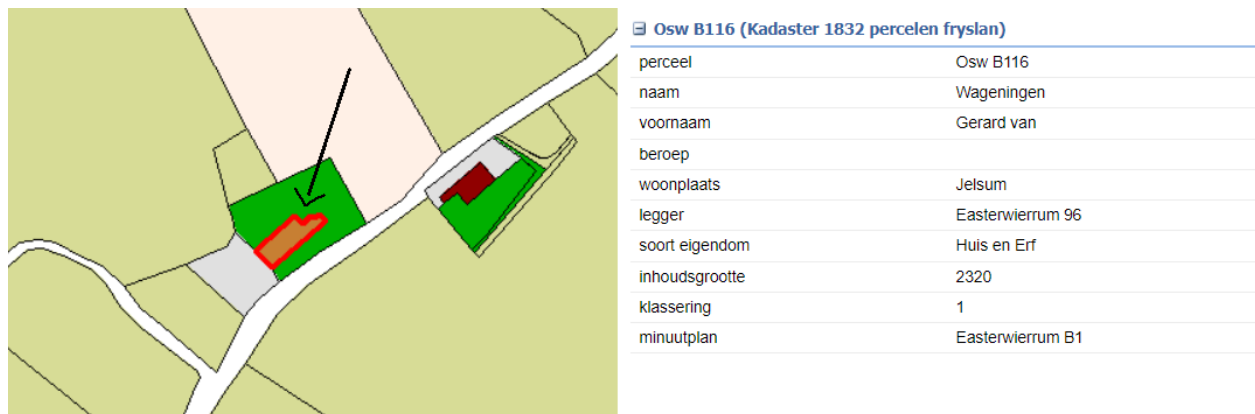 Osw B116 (Kadaster 1832 percelen fryslan)
perceel Osw B116
naam Wageningen
voornaam Gerard van
beroep
woonplaats Jelsum
legger Easterwierrum 96
soort eigendom Huis en Erf
inhoudsgrootte 2320
klassering 1
minuutplan Easterwierrum B1